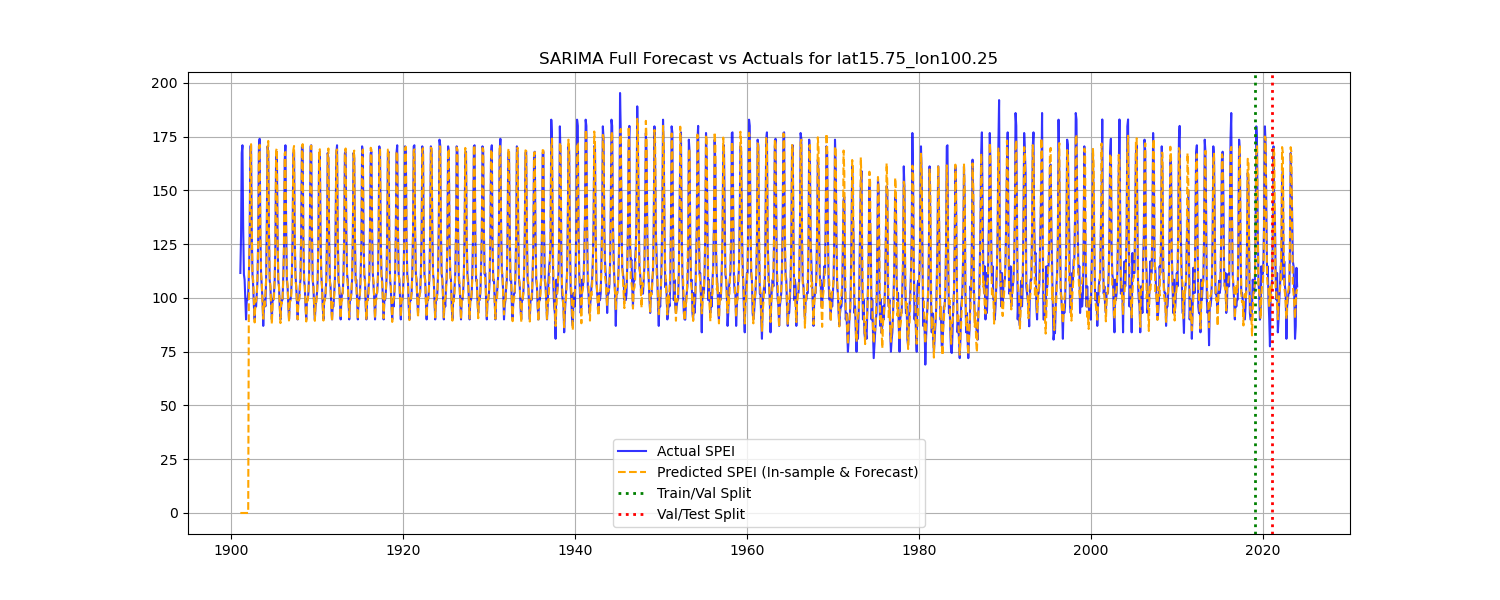 SARIMA Full Forecast vs Actuals for lat15.75_lon100.25
200
175
150
125
100
75
50
25
0
Actual SPEI
Predicted SPEI (In-sample & Forecast)
Train/Val Split
Val/Test Split
1900 1920 1940 1960 1980 2000 2020